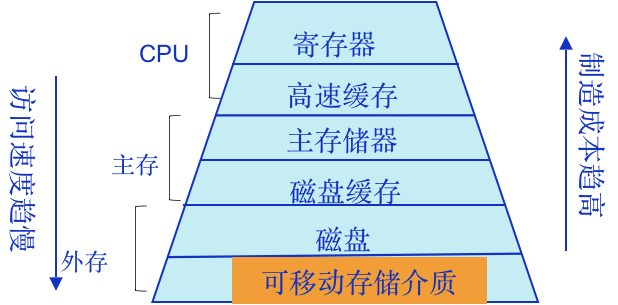 寄存器
CPU
高速缓存
主存储器
主存
磁盘缓存
磁盘
外存
可移动存储介质
访问速度趋慢
制造成本趋高